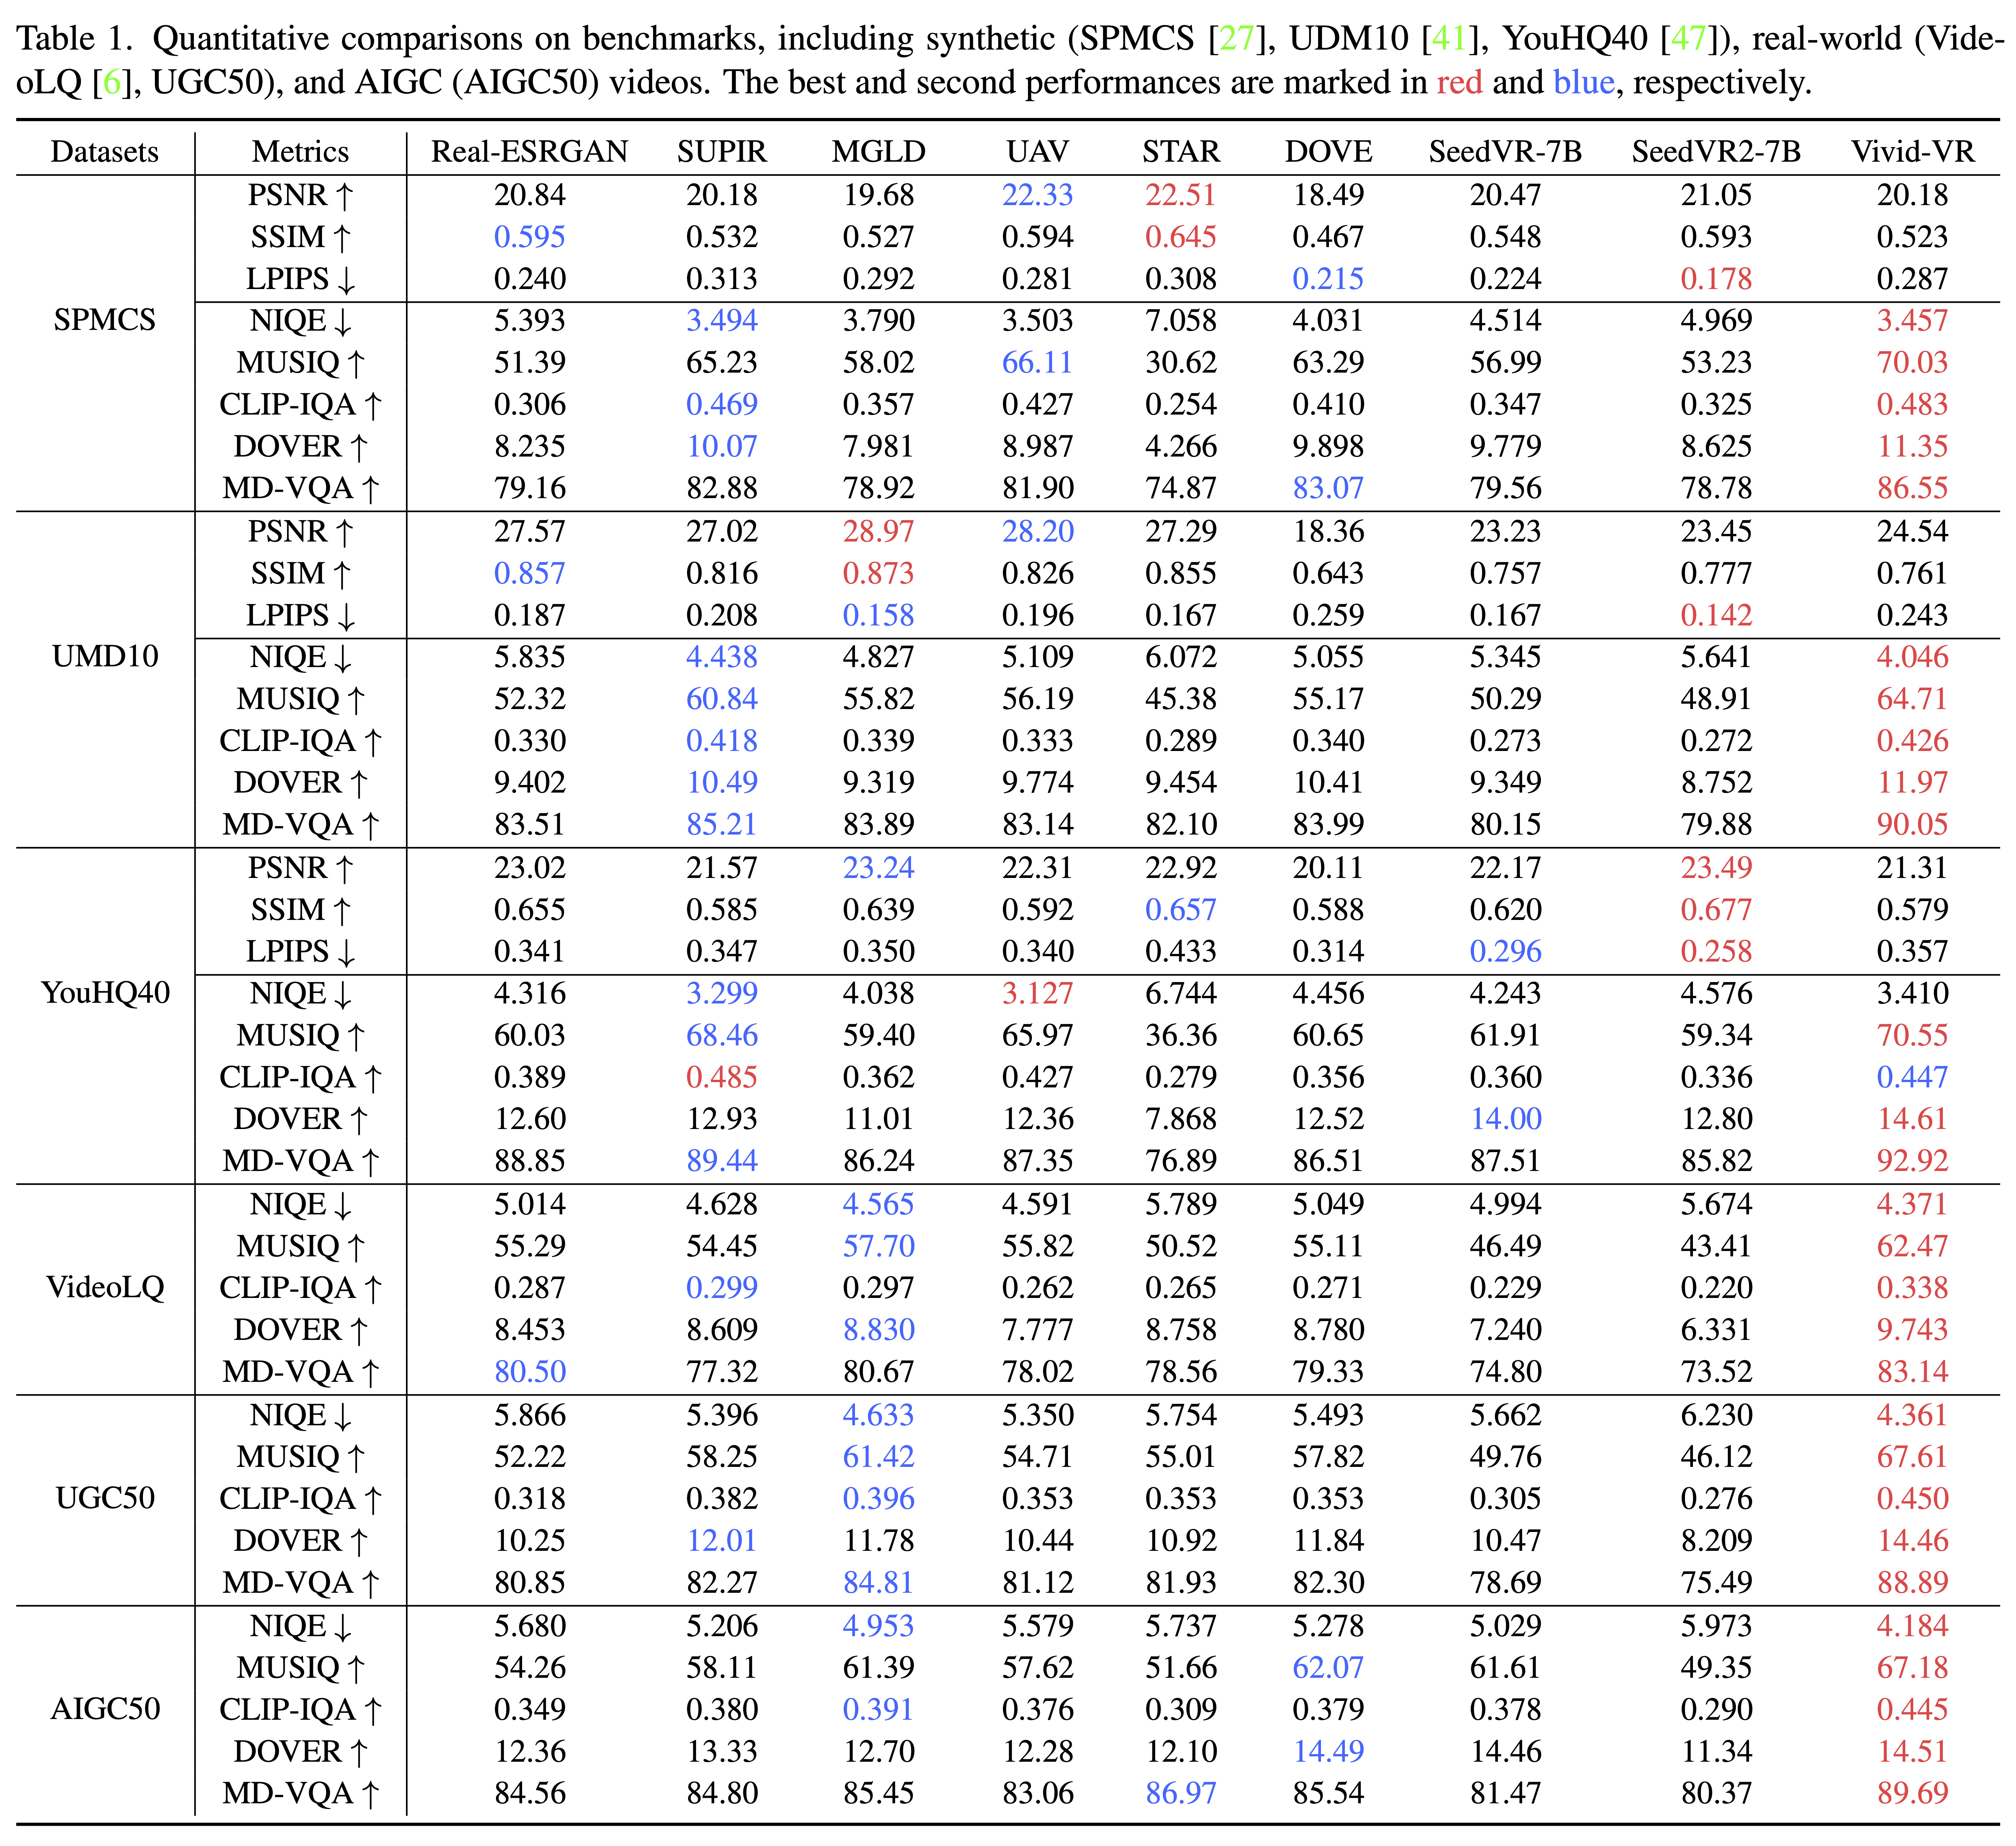 Table 1. Quantitative comparisons on benchmarks, including synthetic (SPMCS [27], UDM10 [41], YouHQ40 [47]), real-world (Vide-
oLQ [6], UGC50), and AIGC (AIGC50) videos. The best and second performances are marked in red and blue, respectively.
Datasets Metrics Real-ESRGAN SUPIR MGLD UAV STAR DOVE SeedVR-7B SeedVR2-7B Vivid-VR
PSNR ↑ 20.84 20.18 19.68 22.33 22.51 18.49 20.47 21.05 20.18
SSIM ↑ 0.595 0.532 0.527 0.594 0.645 0.467 0.548 0.593 0.523
LPIPS ↓ 0.240 0.313 0.292 0.281 0.308 0.215 0.224 0.178 0.287
SPMCS NIQE ↓ 5.393 3.494 3.790 3.503 7.058 4.031 4.514 4.969 3.457
MUSIQ ↑ 51.39 65.23 58.02 66.11 30.62 63.29 56.99 53.23 70.03
CLIP-IQA ↑ 0.306 0.469 0.357 0.427 0.254 0.410 0.347 0.325 0.483
DOVER ↑ 8.235 10.07 7.981 8.987 4.266 9.898 9.779 8.625 11.35
MD-VQA ↑ 79.16 82.88 78.92 81.90 74.87 83.07 79.56 78.78 86.55
PSNR ↑ 27.57 27.02 28.97 28.20 27.29 18.36 23.23 23.45 24.54
SSIM ↑ 0.857 0.816 0.873 0.826 0.855 0.643 0.757 0.777 0.761
LPIPS ↓ 0.187 0.208 0.158 0.196 0.167 0.259 0.167 0.142 0.243
UMD10 NIQE ↓ 5.835 4.438 4.827 5.109 6.072 5.055 5.345 5.641 4.046
MUSIQ ↑ 52.32 60.84 55.82 56.19 45.38 55.17 50.29 48.91 64.71
CLIP-IQA ↑ 0.330 0.418 0.339 0.333 0.289 0.340 0.273 0.272 0.426
DOVER ↑ 9.402 10.49 9.319 9.774 9.454 10.41 9.349 8.752 11.97
MD-VQA ↑ 83.51 85.21 83.89 83.14 82.10 83.99 80.15 79.88 90.05
PSNR ↑ 23.02 21.57 23.24 22.31 22.92 20.11 22.17 23.49 21.31
SSIM ↑ 0.655 0.585 0.639 0.592 0.657 0.588 0.620 0.677 0.579
LPIPS ↓ 0.341 0.347 0.350 0.340 0.433 0.314 0.296 0.258 0.357
YouHQ40 NIQE ↓ 4.316 3.299 4.038 3.127 6.744 4.456 4.243 4.576 3.410
MUSIQ ↑ 60.03 68.46 59.40 65.97 36.36 60.65 61.91 59.34 70.55
CLIP-IQA ↑ 0.389 0.485 0.362 0.427 0.279 0.356 0.360 0.336 0.447
DOVER ↑ 12.60 12.93 11.01 12.36 7.868 12.52 14.00 12.80 14.61
MD-VQA ↑ 88.85 89.44 86.24 87.35 76.89 86.51 87.51 85.82 92.92
NIQE ↓ 5.014 4.628 4.565 4.591 5.789 5.049 4.994 5.674 4.371
MUSIQ ↑ 55.29 54.45 57.70 55.82 50.52 55.11 46.49 43.41 62.47
VideoLQ CLIP-IQA ↑ 0.287 0.299 0.297 0.262 0.265 0.271 0.229 0.220 0.338
DOVER ↑ 8.453 8.609 8.830 7.777 8.758 8.780 7.240 6.331 9.743
MD-VQA ↑ 80.50 77.32 80.67 78.02 78.56 79.33 74.80 73.52 83.14
NIQE ↓ 5.866 5.396 4.633 5.350 5.754 5.493 5.662 6.230 4.361
MUSIQ ↑ 52.22 58.25 61.42 54.71 55.01 57.82 49.76 46.12 67.61
UGC50 CLIP-IQA ↑ 0.318 0.382 0.396 0.353 0.353 0.353 0.305 0.276 0.450
DOVER ↑ 10.25 12.01 11.78 10.44 10.92 11.84 10.47 8.209 14.46
MD-VQA ↑ 80.85 82.27 84.81 81.12 81.93 82.30 78.69 75.49 88.89
NIQE ↓ 5.680 5.206 4.953 5.579 5.737 5.278 5.029 5.973 4.184
MUSIQ ↑ 54.26 58.11 61.39 57.62 51.66 62.07 61.61 49.35 67.18
AIGC50 CLIP-IQA ↑ 0.349 0.380 0.391 0.376 0.309 0.379 0.378 0.290 0.445
DOVER ↑ 12.36 13.33 12.70 12.28 12.10 14.49 14.46 11.34 14.51
MD-VQA ↑ 84.56 84.80 85.45 83.06 86.97 85.54 81.47 80.37 89.69